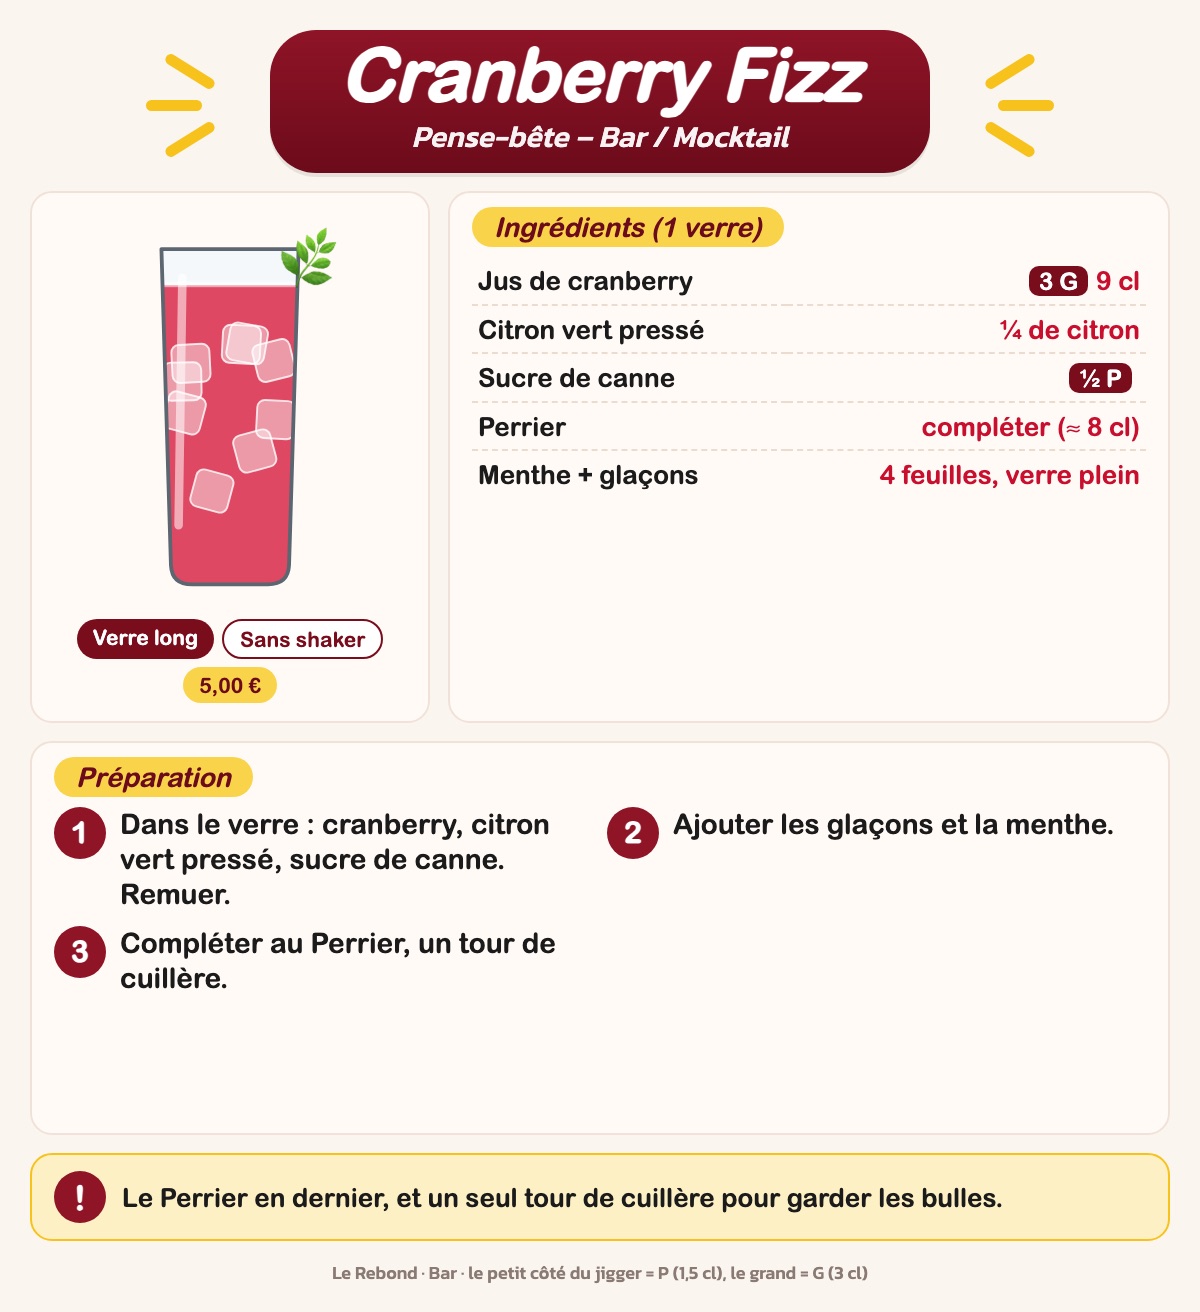 Cranberry Fizz
Pense-bête – Bar / Mocktail
Verre long
Sans shaker
5,00 €
Ingrédients (1 verre)
Jus de cranberry 3 G 9 cl
Citron vert pressé ¼ de citron
Sucre de canne ½ P
Perrier compléter (≈ 8 cl)
Menthe + glaçons 4 feuilles, verre plein
Préparation
1 Dans le verre : cranberry, citron
vert pressé, sucre de canne.
Remuer.
2 Ajouter les glaçons et la menthe.
3 Compléter au Perrier, un tour de
cuillère.
! Le Perrier en dernier, et un seul tour de cuillère pour garder les bulles.
Le Rebond · Bar · le petit côté du jigger = P (1,5 cl), le grand = G (3 cl)